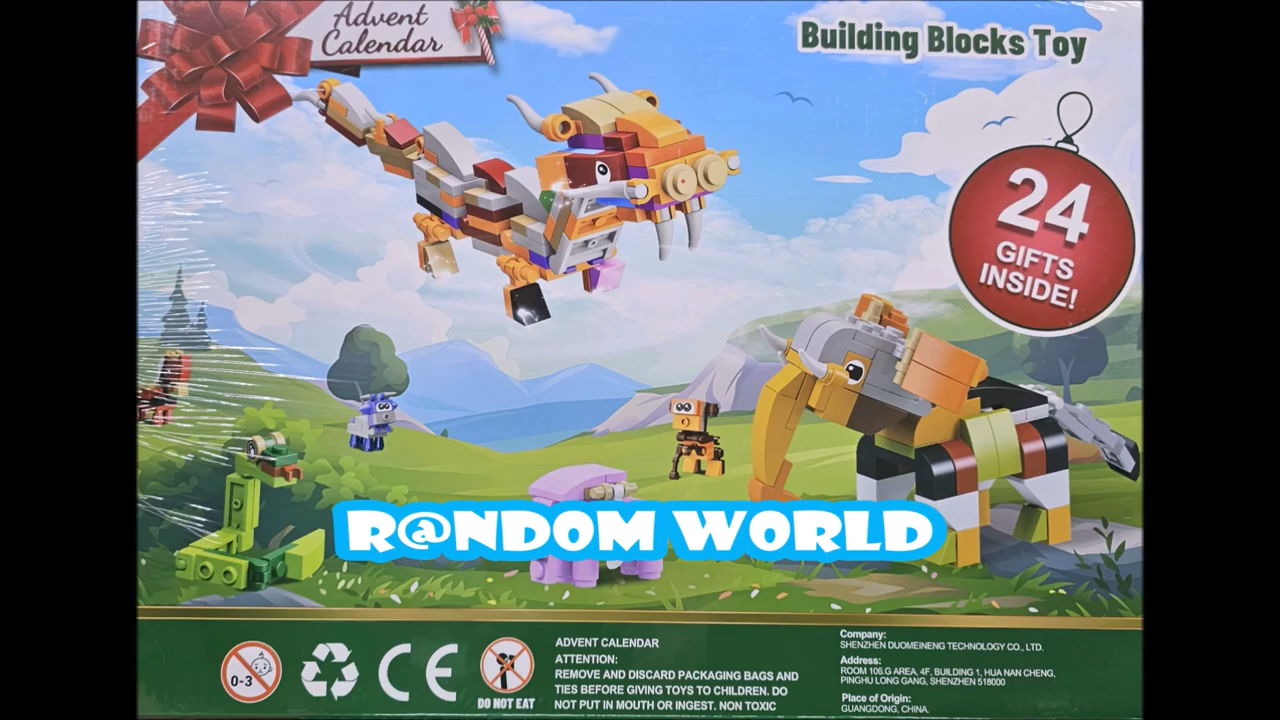 Advent
Calendar
Building Blocks Toy
24
GIFTS
INSIDE!
R@NDOM WORLD
0-3
CE
DO NOT EAT
ADVENT CALENDAR
ATTENTION:
REMOVE AND DISCARD PACKAGING BAGS AND
TIES BEFORE GIVING TOYS TO CHILDREN. DO
NOT PUT IN MOUTH OR INGEST. NON TOXIC
Company:
SHENZHEN DUOMEINENG TECHNOLOGY CO., LTD.
Address:
ROOM 106.G AREA, 4F, BUILDING 1, HUA NAN CHENG,
PINGHU LONG GANG, SHENZHEN 518000
Place of Origin:
GUANGDONG, CHINA.